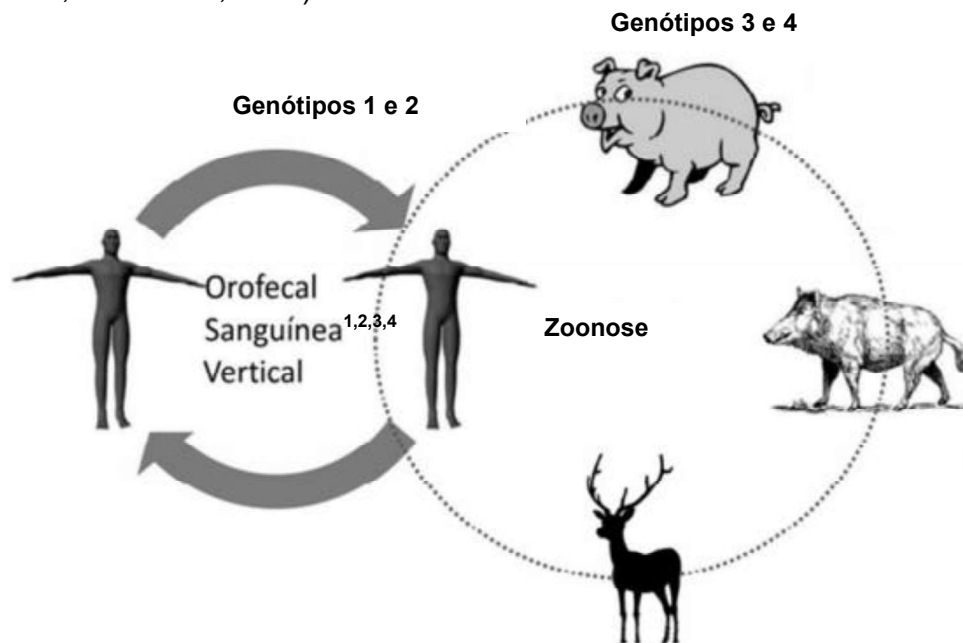 Genótipos 3 e 4
Genótipos 1 e 2
Orofecal
Sanguínea1,2,3,4
Vertical
Zoonose